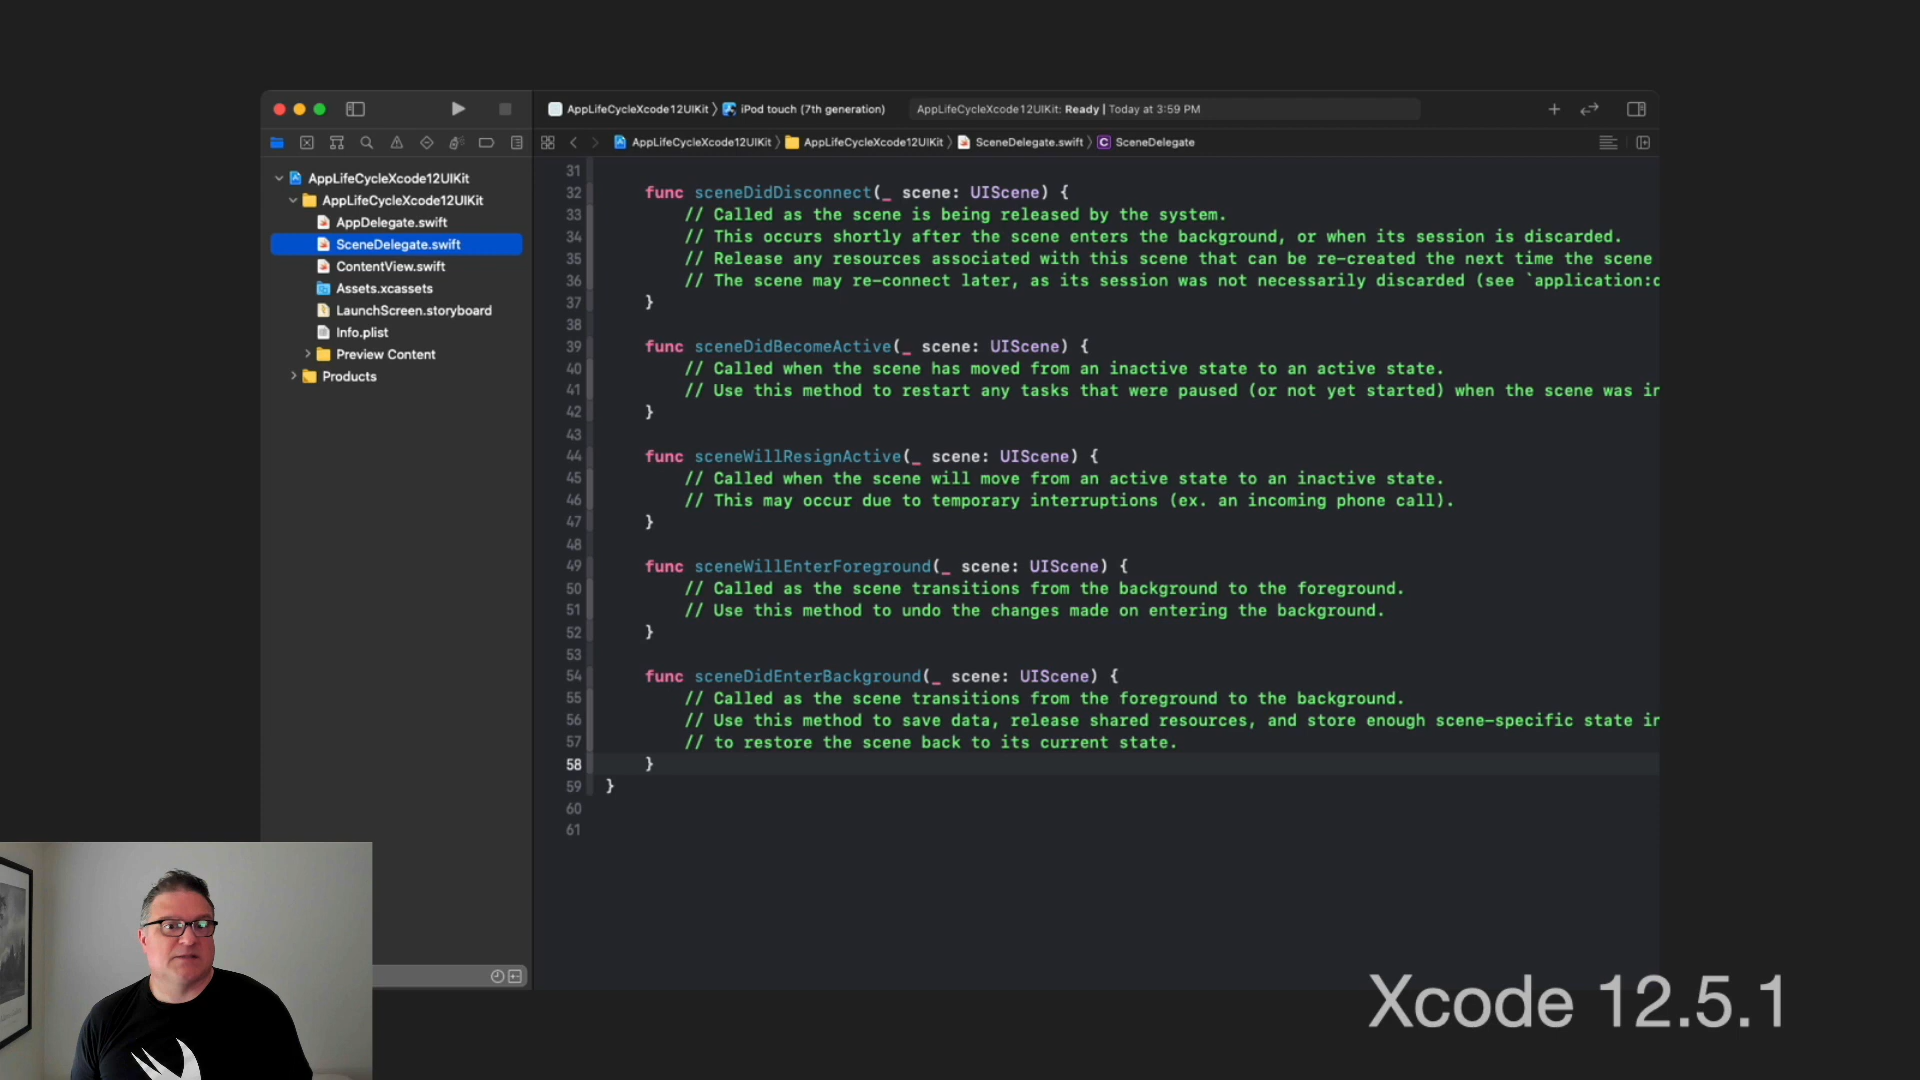 AppLifeCycleXcode12UIKit
iPod touch (7th generation)
AppLifeCycleXcode12UIKit: Ready | Today at 3:59 PM
AppLifeCycleXcode12UIKit
AppLifeCycleXcode12UIKit
SceneDelegate.swift
C SceneDelegate
AppLifeCycleXcode12UIKit
AppLifeCycleXcode12UIKit
AppDelegate.swift
SceneDelegate.swift
ContentView.swift
Assets.xcassets
LaunchScreen.storyboard
Info.plist
Preview Content
Products
31
32 func sceneDidDisconnect(_ scene: UIScene) {
33 // Called as the scene is being released by the system.
34 // This occurs shortly after the scene enters the background, or when its session is discarded.
35 // Release any resources associated with this scene that can be re-created the next time the scene
36 // The scene may re-connect later, as its session was not necessarily discarded (see `application:d
37 }
38
39 func sceneDidBecomeActive(_ scene: UIScene) {
40 // Called when the scene has moved from an inactive state to an active state.
41 // Use this method to restart any tasks that were paused (or not yet started) when the scene was in
42 }
43
44 func sceneWillResignActive(_ scene: UIScene) {
45 // Called when the scene will move from an active state to an inactive state.
46 // This may occur due to temporary interruptions (ex. an incoming phone call).
47 }
48
49 func sceneWillEnterForeground(_ scene: UIScene) {
50 // Called as the scene transitions from the background to the foreground.
51 // Use this method to undo the changes made on entering the background.
52 }
53
54 func sceneDidEnterBackground(_ scene: UIScene) {
55 // Called as the scene transitions from the foreground to the background.
56 // Use this method to save data, release shared resources, and store enough scene-specific state in
57 // to restore the scene back to its current state.
58 }
59 }
60
61
Xcode 12.5.1